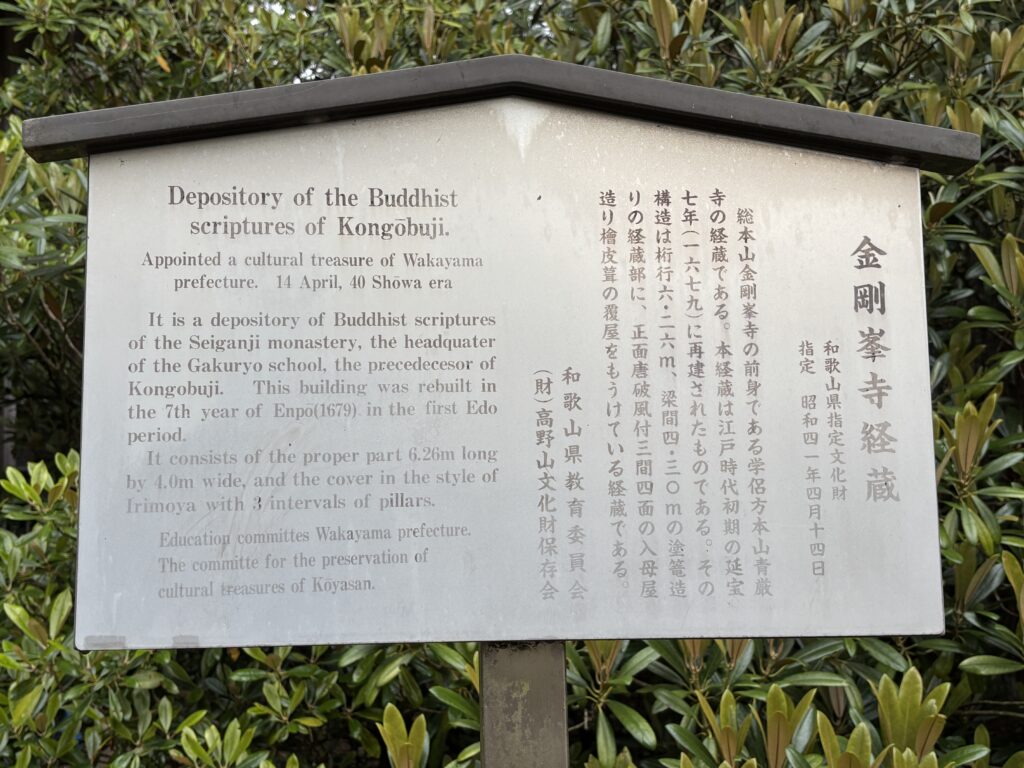 Depository of the Buddhist
scriptures of Kongōbuji.
Appointed a cultural treasure of Wakayama
prefecture. 14 April, 40 Shōwa era
It is a depository of Buddhist scriptures
of the Seiganji monastery, the headquater
of the Gakuryo school, the precedecesor of
Kongobuji. This building was rebuilt in
the 7th year of Enpō(1679) in the first Edo
period.
It consists of the proper part 6.26m long
by 4.0m wide, and the cover in the style of
Irimoya with 3 intervals of pillars.
Education committes Wakayama prefecture.
The committe for the preservation of
cultural treasures of Kōyasan.
金剛峯寺経蔵
和歌山県指定文化財
指定 昭和四一年四月十四日
総本山金剛峯寺の前身である学侶方本山青厳
寺の経蔵である。本経蔵は江戸時代初期の延宝
七年(一六七九)に再建されたものである。その
構造は桁行六・二六m、梁間四・三〇mの塗篭造
りの経蔵部に、正面唐破風付三間四面の入母屋
造り檜皮葺の覆屋をもうけている経蔵である。
和歌山県教育委員会
(財)高野山文化財保存会